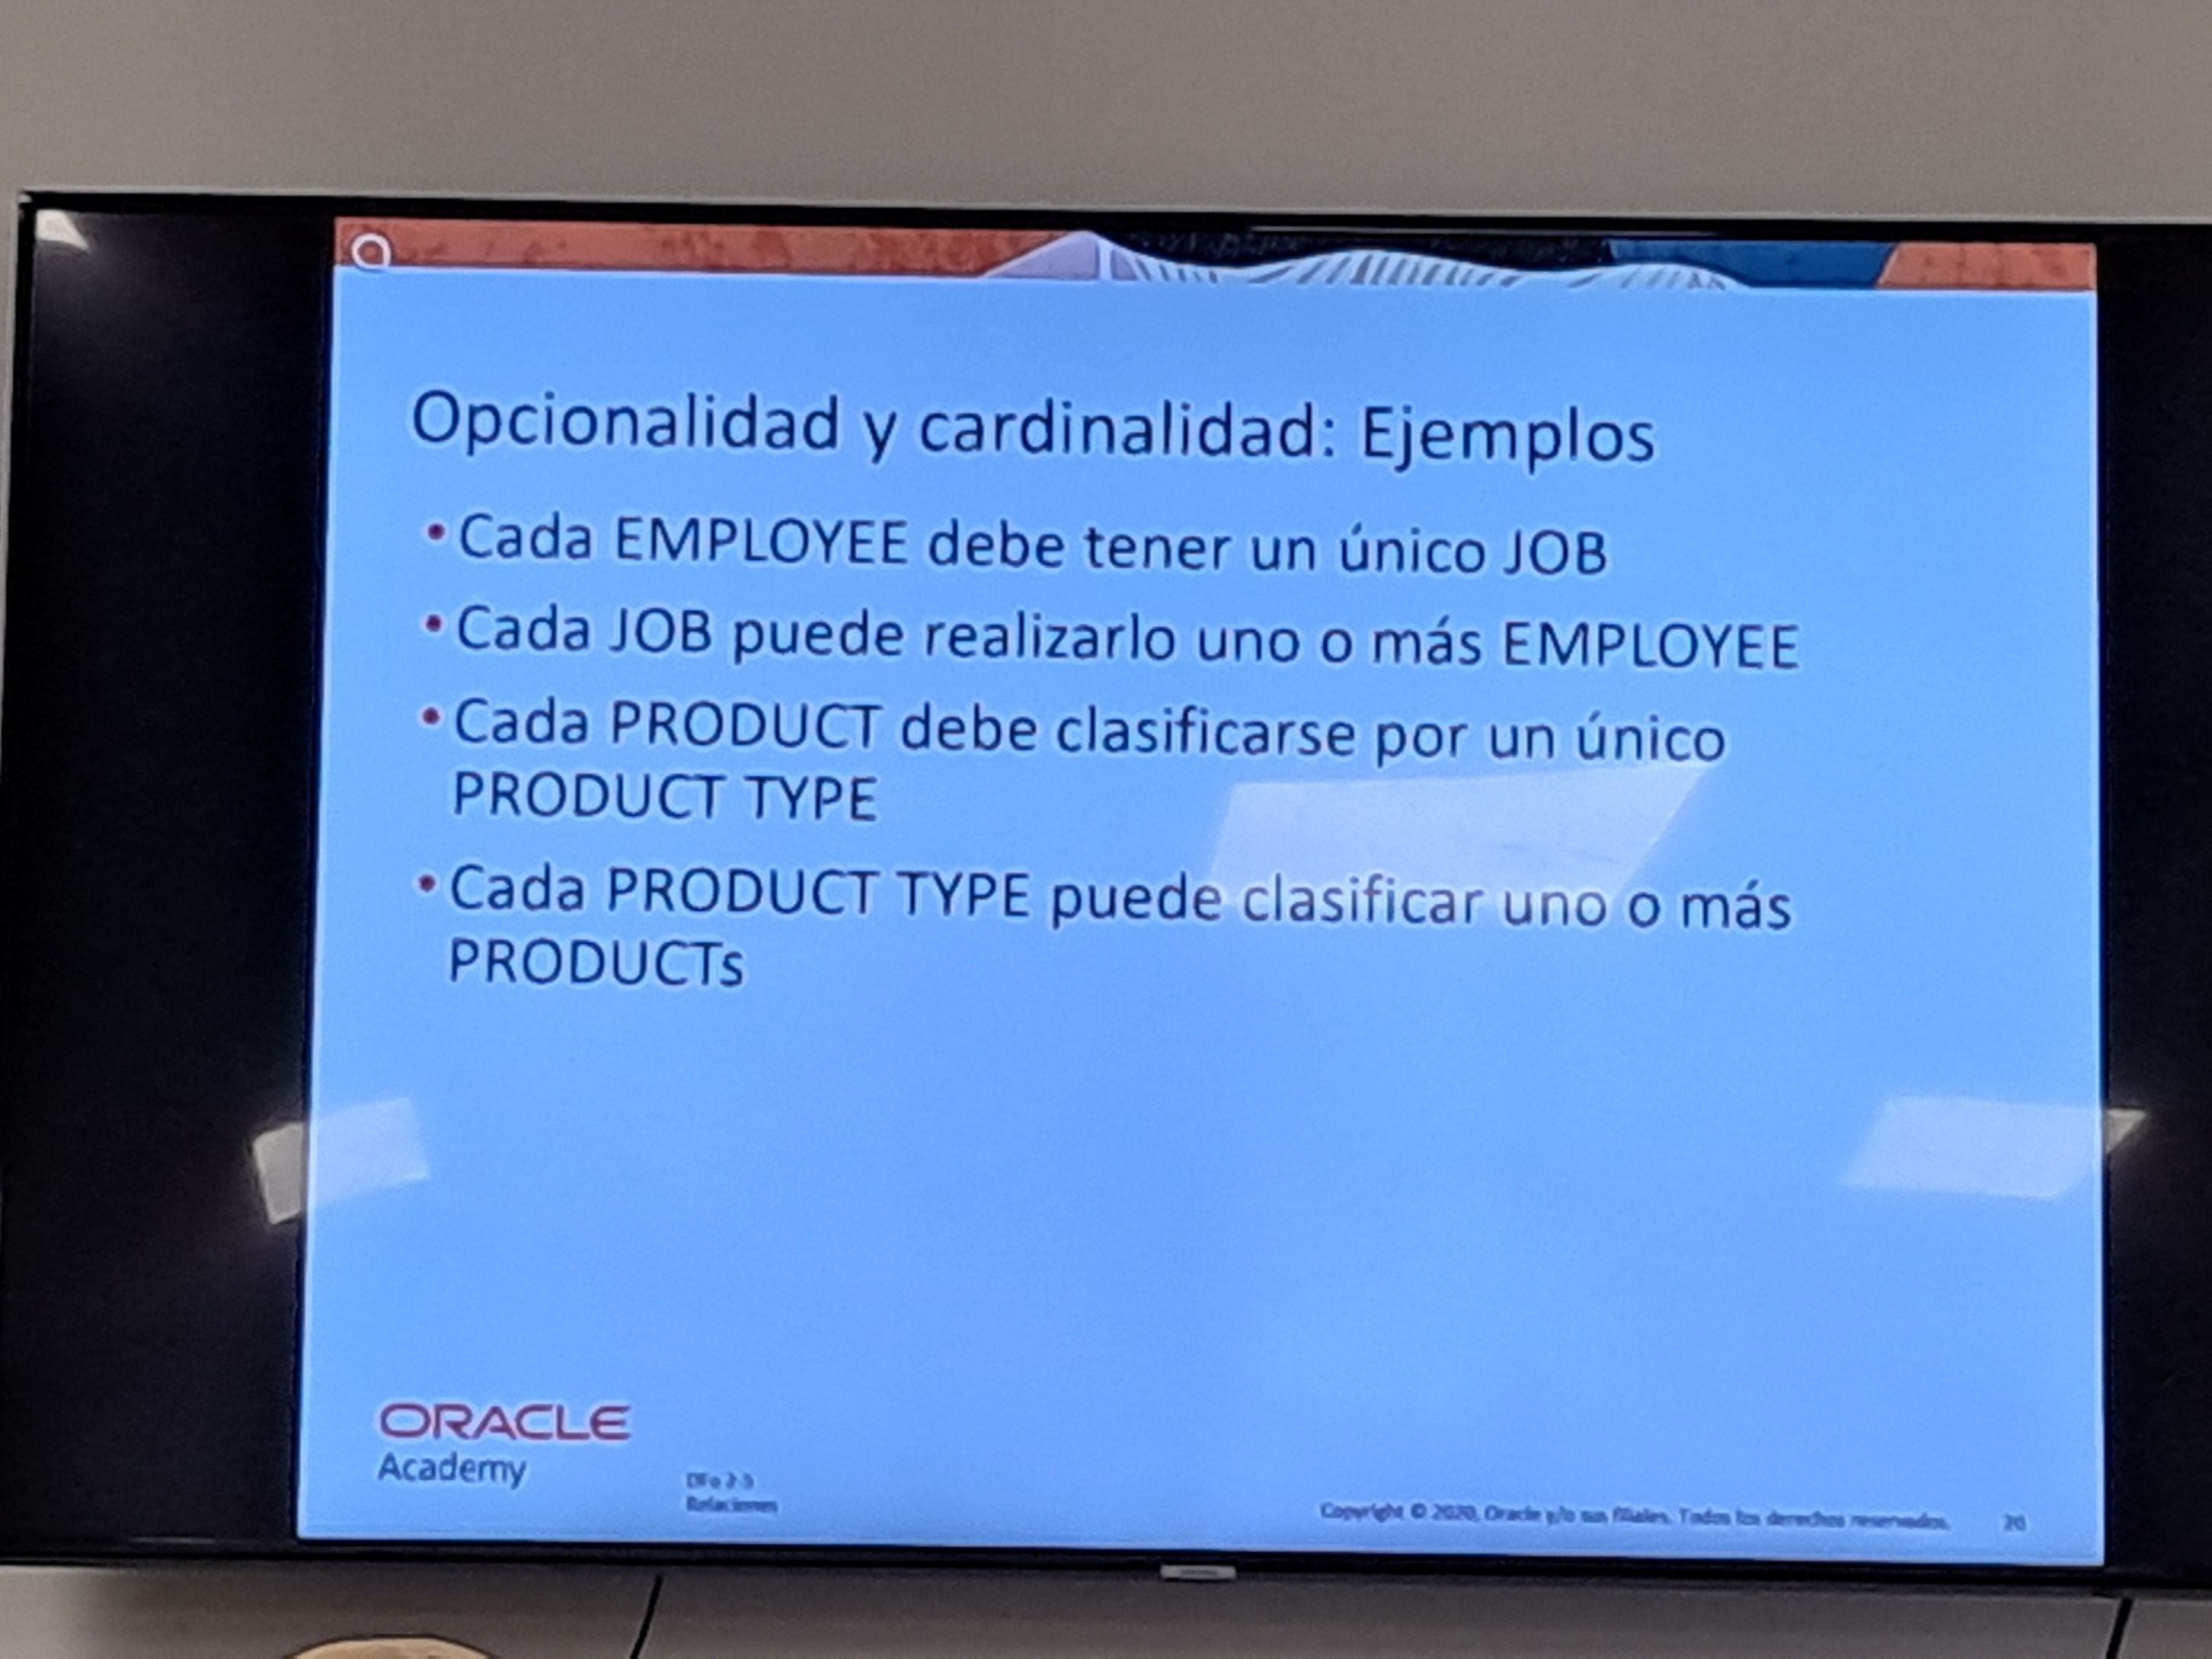 Opcionalidad y cardinalidad: Ejemplos
• Cada EMPLOYEE debe tener un único JOB
• Cada JOB puede realizarlo uno o más EMPLOYEE
• Cada PRODUCT debe clasificarse por un único
PRODUCT TYPE
• Cada PRODUCT TYPE puede clasificar uno o más
PRODUCTs
ORACLE
Academy
Relaciones
Copyright © 2020, Oracle y/o sus filiales. Todos los derechos reservados.
20